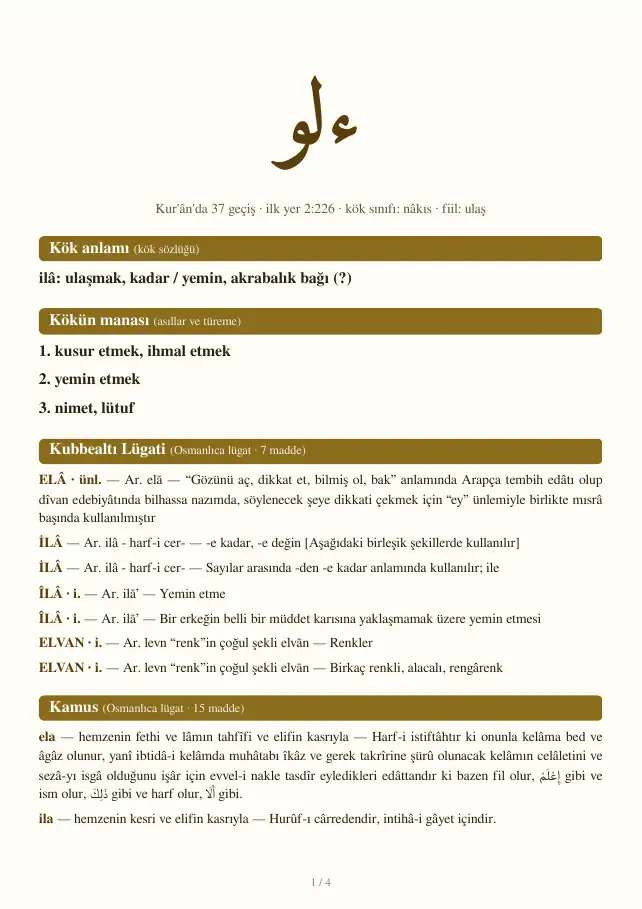 ءلو
Kur'ân'da 37 geçiş · ilk yer 2:226 · kök sınıfı: nâkıs · fiil: ulaş
Kök anlamı (kök sözlüğü)
ilâ: ulaşmak, kadar / yemin, akrabalık bağı (?)
Kökün manası (asıllar ve türeme)
1. kusur etmek, ihmal etmek
2. yemin etmek
3. nimet, lütuf
Kubbealtı Lügati (Osmanlıca lügat · 7 madde)
ELÂ · ünl. — Ar. elā — “Gözünü aç, dikkat et, bilmiş ol, bak” anlamında Arapça tembih edâtı olup
dîvan edebiyâtında bilhassa nazımda, söylenecek şeye dikkati çekmek için “ey” ünlemiyle birlikte mısrâ
başında kullanılmıştır
İLÂ — Ar. ilâ - harf-i cer- — -e kadar, -e değin [Aşağıdaki birleşik şekillerde kullanılır]
İLÂ — Ar. ilâ - harf-i cer- — Sayılar arasında -den -e kadar anlamında kullanılır; ile
ÎLÂ · i. — Ar. ilā’ — Yemin etme
ÎLÂ · i. — Ar. ilā’ — Bir erkeğin belli bir müddet karısına yaklaşmamak üzere yemin etmesi
ELVAN · i. — Ar. levn “renk”in çoğul şekli elvān — Renkler
ELVAN · i. — Ar. levn “renk”in çoğul şekli elvān — Birkaç renkli, alacalı, rengârenk
Kamus (Osmanlıca lügat · 15 madde)
ela — hemzenin fethi ve lâmın tahfîfi ve elifin kasrıyla — Harf-i istiftâhtır ki onunla kelâma bed ve
âgâz olunur, yanî ibtidâ-i kelâmda muhâtabı îkâz ve gerek takrîrine şürû olunacak kelâmın celâletini ve
sezâ-yı isgâ olduğunu işâr için evvel-i nakle tasdîr eyledikleri edâttandır ki bazen fil olur, إِعْلَمْ gibi ve
ism olur, ذَلِكَ gibi ve harf olur, أَلَا gibi.
ila — hemzenin kesri ve elifin kasrıyla — Hurûf-ı cârredendir, intihâ-i gâyet içindir.
1 / 4